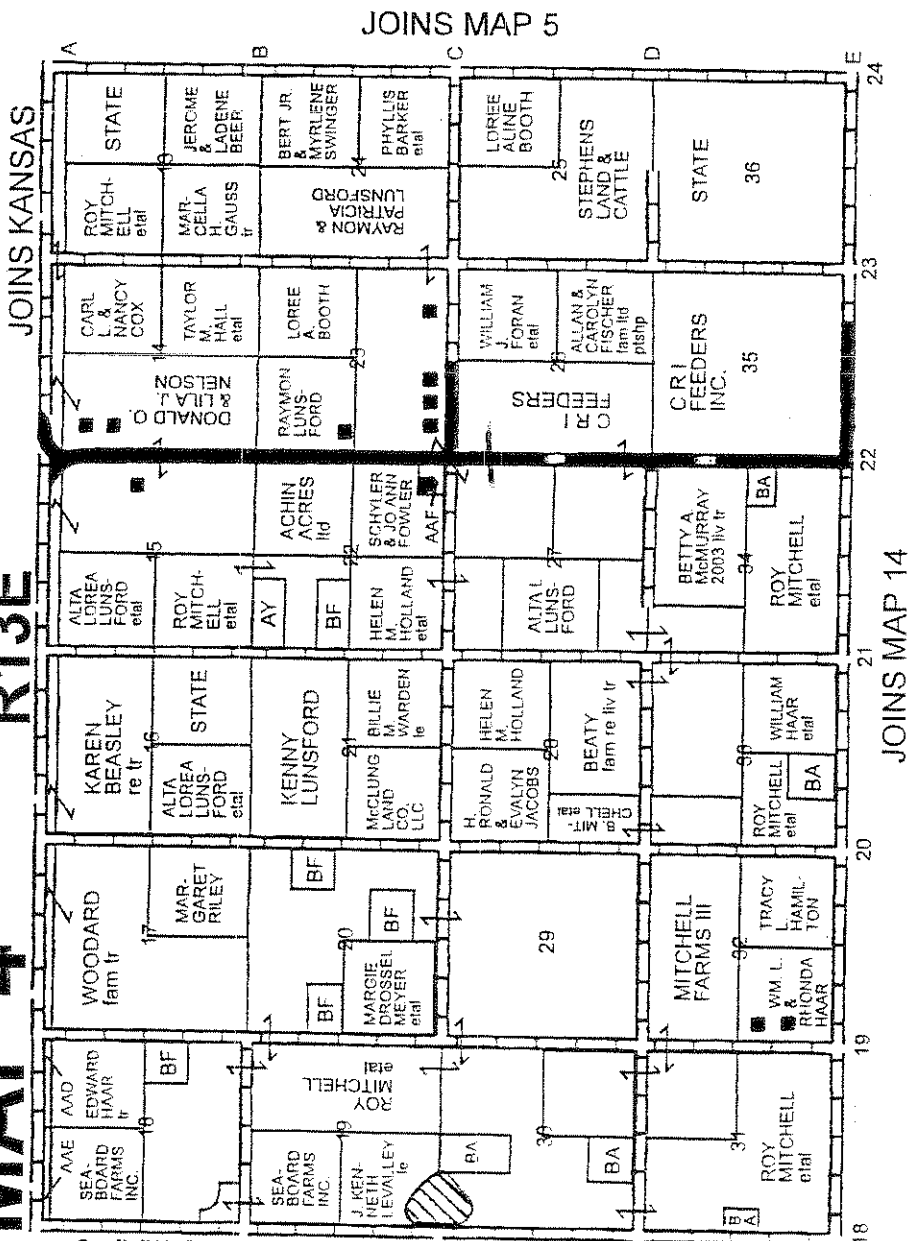 JOINS MAP 5
JOINS KANSAS
MAP 4
R13E
A
B
C
D
E
24
STATE
JEROME
&
LADENE
BEER
BERT JR.
&
MYRLIENE
SWINGER
PHYLLIS
BARKER
etal
LOREE
ALINE
BOOTH
STEPHENS
LAND &
CATTLE
STATE
36
13
24
25
ROY
MITCH-
ELL
etal
MAR-
CELLA
H.
GAUSS
tr
RAYMON &
PATRICIA
LUNSFORD
23
CARL
L. &
NANCY
COX
TAYLOR
M.
HALL
etal
LOREE
A.
BOOTH
WILLIAM
J.
FORAN
etal
ALLAN &
CAROLYN
FISCHER
fam ltd
ptshp
14
23
26
DONALD O.
& LILA J.
NELSON
RAYMON
LUNS-
FORD
CRI
FEEDERS
CRI
FEEDERS
INC.
35
22
ACHIN
ACRES
ltd
SCHYLER
& JO ANN
FOWLER
AAF
BETTY A.
McMURRAY
2003 liv tr
BA
15
22
27
34
ALTA
LOREA
LUNS-
FORD
etal
ROY
MITCH-
ELL
etal
AY
BF
HELEN
M.
HOLLAND
etal
ALTA L
LUNS-
FORD
ROY
MITCHELL
etal
21
KAREN
BEASLEY
re tr
STATE
KENNY
LUNSFORD
BILLIE
M.
WARDEN
le
HELEN
M.
HOLLAND
BEATY
fam re liv tr
WILLIAM
HAAR
etal
16
21
28
33
ALTA
LOREA
LUNS-
FORD
etal
McCLUNG
LAND
CO.
LLC
H.
RONALD
&
EVALYN
JACOBS
S. MIT-
CHELL etal
ROY
MITCHELL
etal
BA
20
WOODARD
fam tr
MAR-
GARET
RILEY
BF
BF
BF
MARGIE
DROSSEL
MEYER
etal
29
MITCHELL
FARMS III
TRACY
L.
HAMIL-
TON
17
20
32
WM. L.
&
RHONDA
HAAR
19
AAD
EDWARD
HAAR
tr
BF
ROY
MITCHELL
etal
18
19
30
31
AAE
SEA-
BOARD
FARMS
INC.
SEA-
BOARD
FARMS
INC.
J. KEN-
NETH
LEVALLEY
le
BA
BA
ROY
MITCHELL
etal
BA
18
JOINS MAP 14